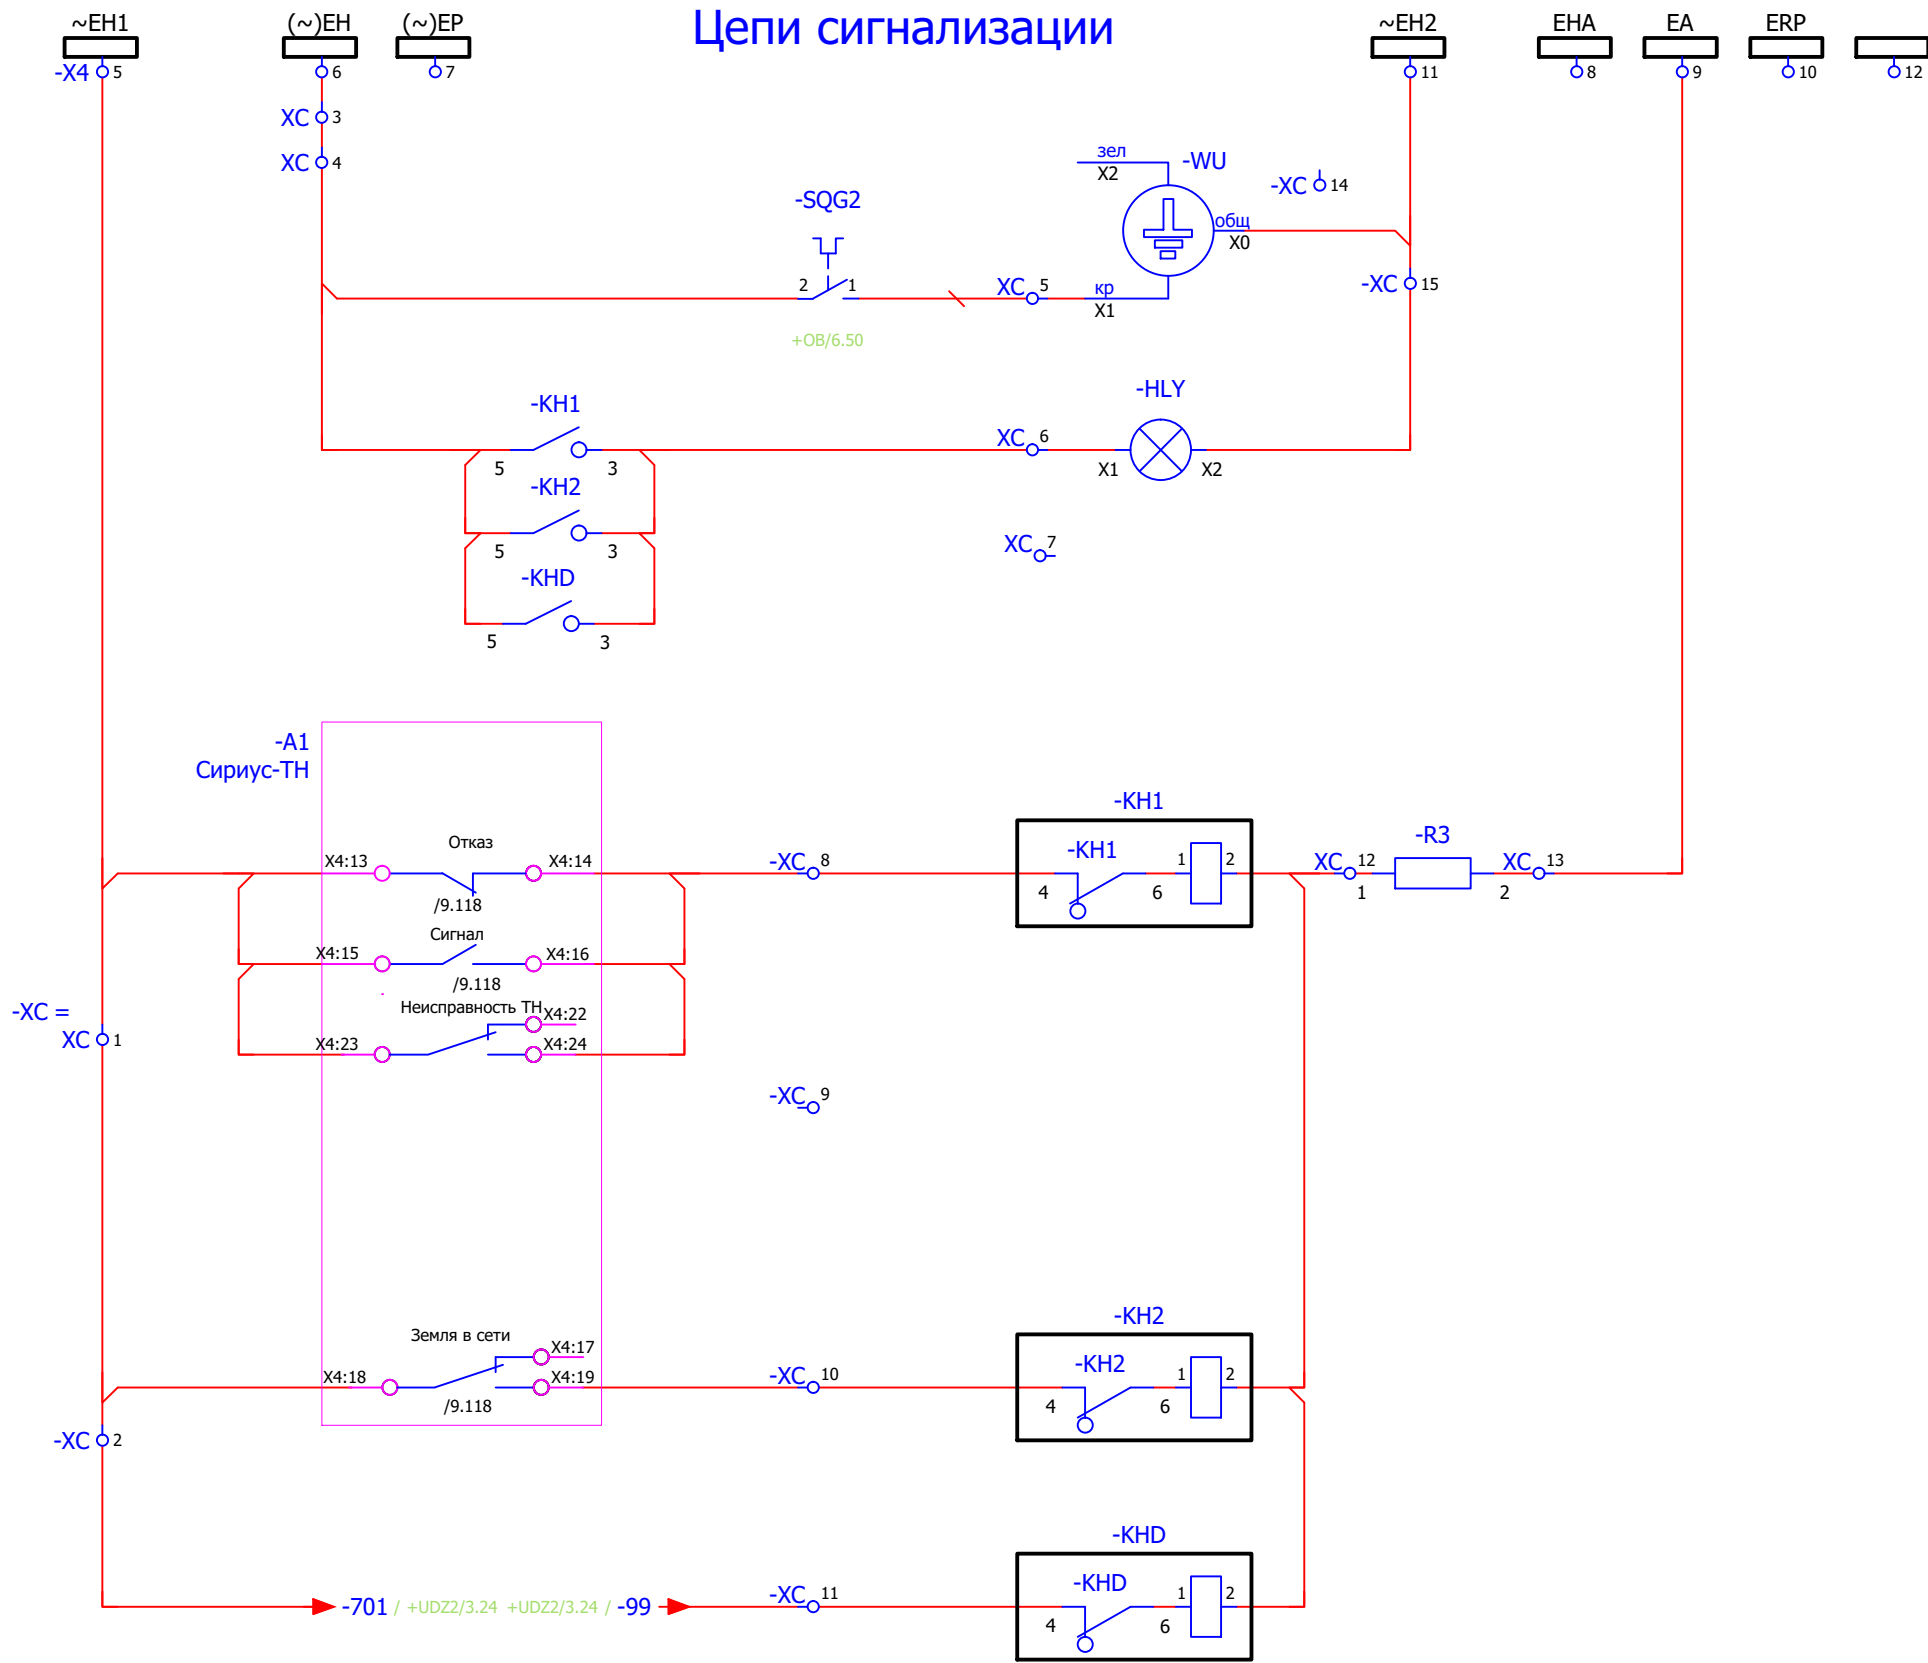 Цепи сигнализации
~EH1
(~)EH
(~)EP
~EH2
EHA
EA
ERP
-X4
5
6
7
11
8
9
10
12
XC
3
XC
4
зел
X2
-WU
-XC
14
-SQG2
общ
X0
2
1
XC
5
кр
X1
-XC
15
+OB/6.50
-KH1
-HLY
5
3
XC
6
X1
X2
-KH2
5
3
XC
7
-KHD
5
3
-A1
Сириус-ТН
-KH1
Отказ
X4:13
X4:14
/9.118
-XC
8
-KH1
4
6
1
2
XC
12
1
-R3
2
XC
13
Сигнал
X4:15
X4:16
/9.118
Неисправность ТН
X4:22
X4:23
X4:24
-XC =
XC
1
-XC
9
-KH2
Земля в сети
X4:17
X4:18
X4:19
/9.118
-XC
10
-KH2
4
6
1
2
-XC
2
-KHD
-701 / +UDZ2/3.24 +UDZ2/3.24 / -99
-XC
11
-KHD
4
6
1
2